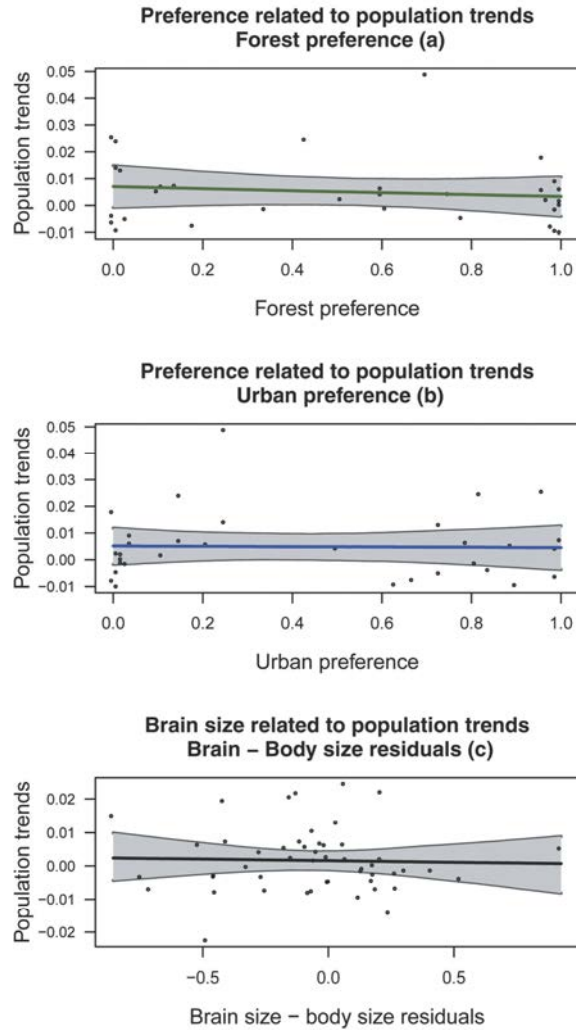 Preference related to population trends
Forest preference (a)
Population trends
0.05
0.04
0.03
0.02
0.01
0.00
−0.01
0.0 0.2 0.4 0.6 0.8 1.0
Forest preference
Preference related to population trends
Urban preference (b)
Population trends
0.05
0.04
0.03
0.02
0.01
0.00
−0.01
0.0 0.2 0.4 0.6 0.8 1.0
Urban preference
Brain size related to population trends
Brain − Body size residuals (c)
Population trends
0.02
0.01
0.00
−0.01
−0.02
−0.5 0.0 0.5
Brain size − body size residuals